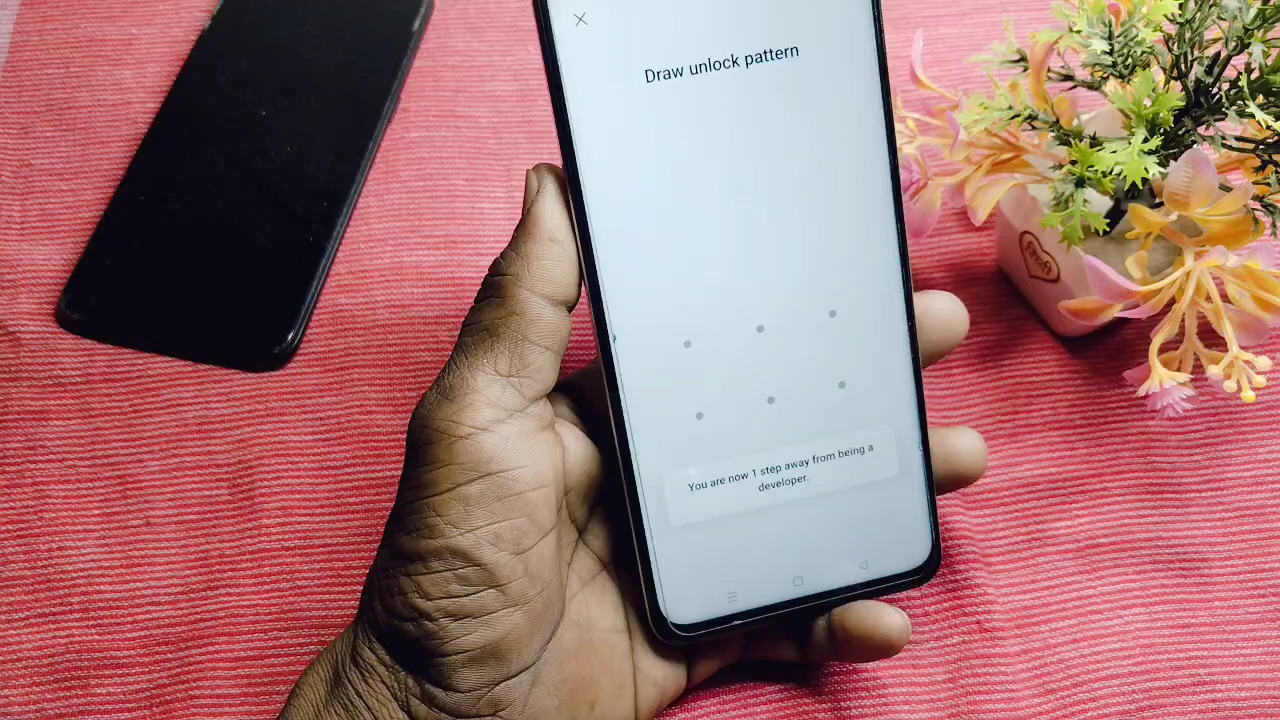 Draw unlock pattern
You are now 1 step away from being a
developer.